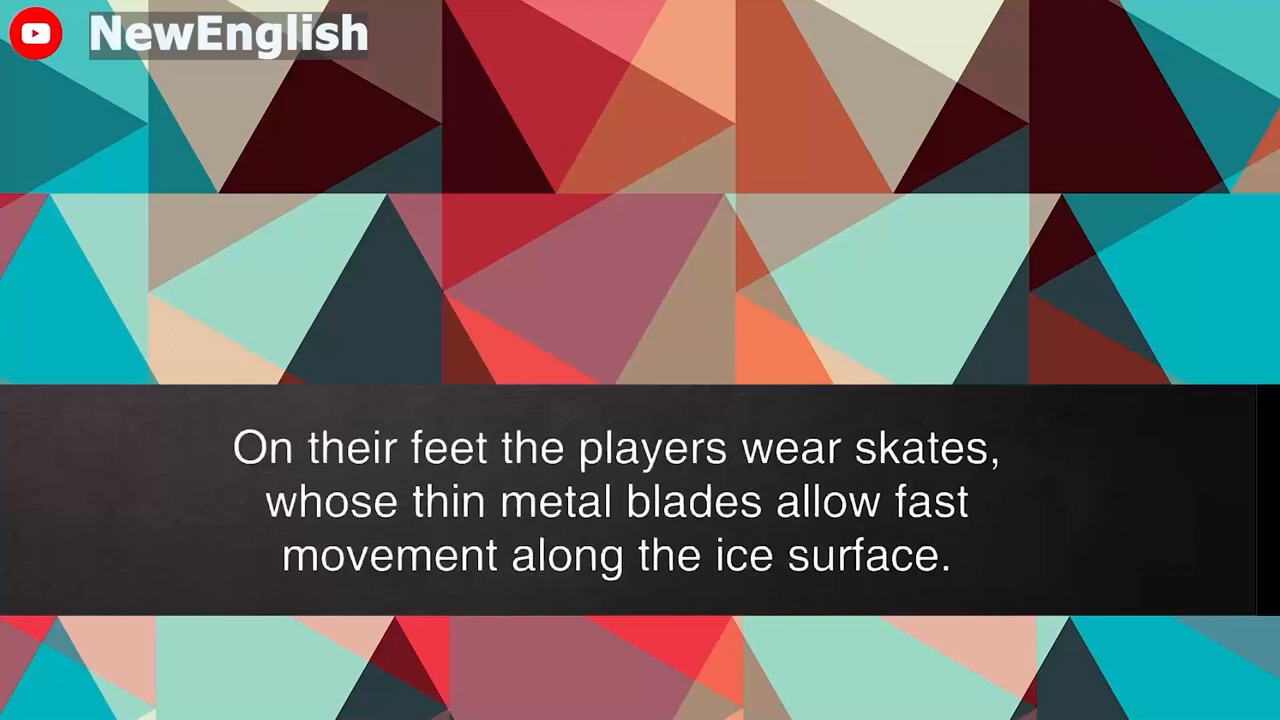 NewEnglish
On their feet the players wear skates,
whose thin metal blades allow fast
movement along the ice surface.